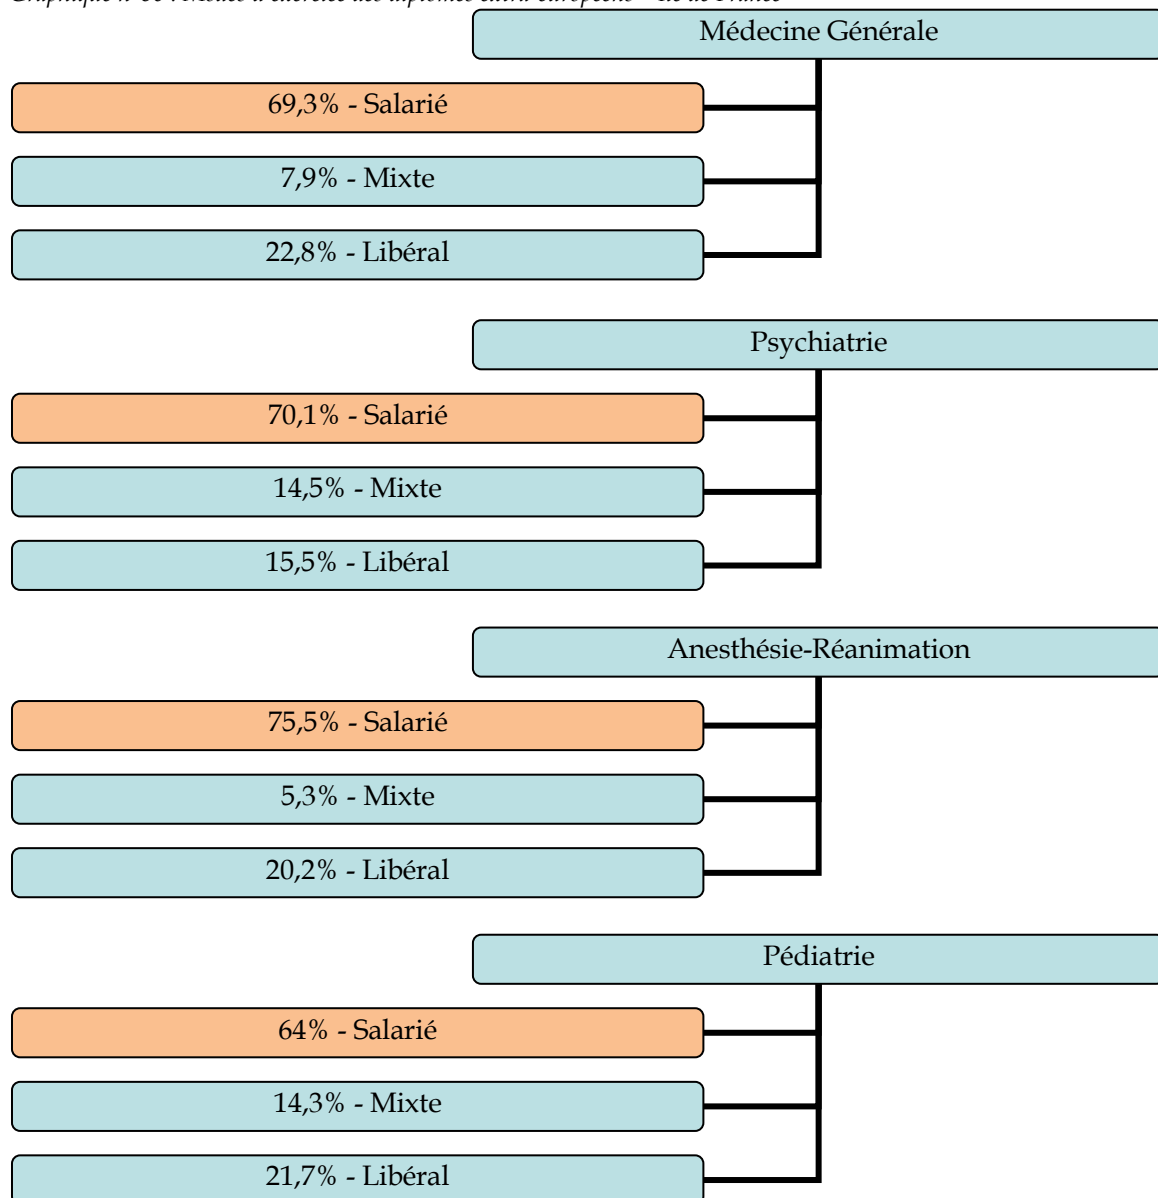 Médecine Générale
69,3% - Salarié
7,9% - Mixte
22,8% - Libéral
Psychiatrie
70,1% - Salarié
14,5% - Mixte
15,5% - Libéral
Anesthésie-Réanimation
75,5% - Salarié
5,3% - Mixte
20,2% - Libéral
Pédiatrie
64% - Salarié
14,3% - Mixte
21,7% - Libéral